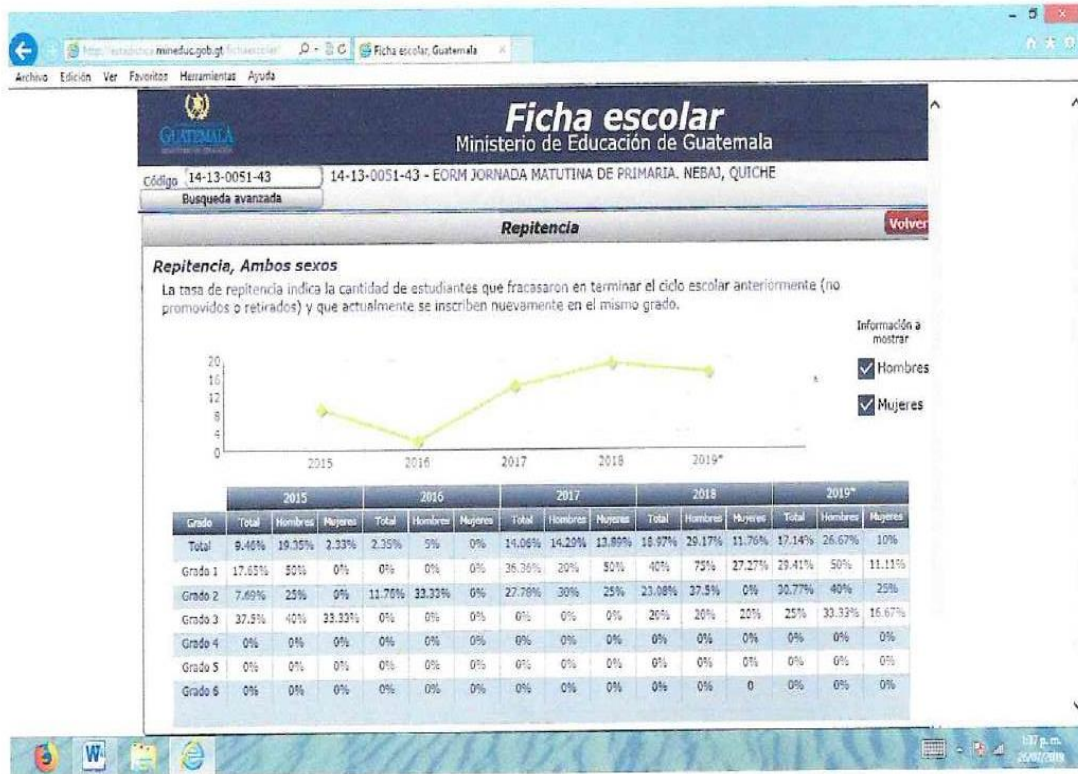 mineduc.gob.gt
Ficha escolar, Guatemala
Archivo Edición Ver Favoritos Herramientas Ayuda
GUATEMALA
Ficha escolar
Ministerio de Educación de Guatemala
Código 14-13-0051-43
14-13-0051-43 - EORM JORNADA MATUTINA DE PRIMARIA. NEBAJ, QUICHE
Busqueda avanzada
Repitencia
Volver
Repitencia, Ambos sexos
La tasa de repitencia indica la cantidad de estudiantes que fracasaron en terminar el ciclo escolar anteriormente (no
promovidos o retirados) y que actualmente se inscriben nuevamente en el mismo grado.
Información a
mostrar
Hombres
Mujeres
20
16
12
8
4
0
2015 2016 2017 2018 2019*
2015 2016 2017 2018 2019*
Grado Total Hombres Mujeres Total Hombres Mujeres Total Hombres Mujeres Total Hombres Mujeres Total Hombres Mujeres
Total 9.46% 19.35% 2.33% 2.35% 5% 0% 14.06% 14.29% 13.89% 18.97% 29.17% 11.76% 17.14% 26.67% 10%
Grado 1 17.65% 50% 0% 0% 0% 0% 36.36% 20% 50% 40% 75% 27.27% 29.41% 50% 11.11%
Grado 2 7.69% 25% 0% 11.76% 33.33% 0% 27.78% 30% 25% 23.08% 37.5% 0% 30.77% 40% 25%
Grado 3 37.5% 40% 33.33% 0% 0% 0% 0% 0% 0% 20% 20% 20% 25% 33.33% 16.67%
Grado 4 0% 0% 0% 0% 0% 0% 0% 0% 0% 0% 0% 0% 0% 0% 0%
Grado 5 0% 0% 0% 0% 0% 0% 0% 0% 0% 0% 0% 0% 0% 0% 0%
Grado 6 0% 0% 0% 0% 0% 0% 0% 0% 0% 0% 0% 0 0% 0% 0%
1:37 p. m.
26/07/2019